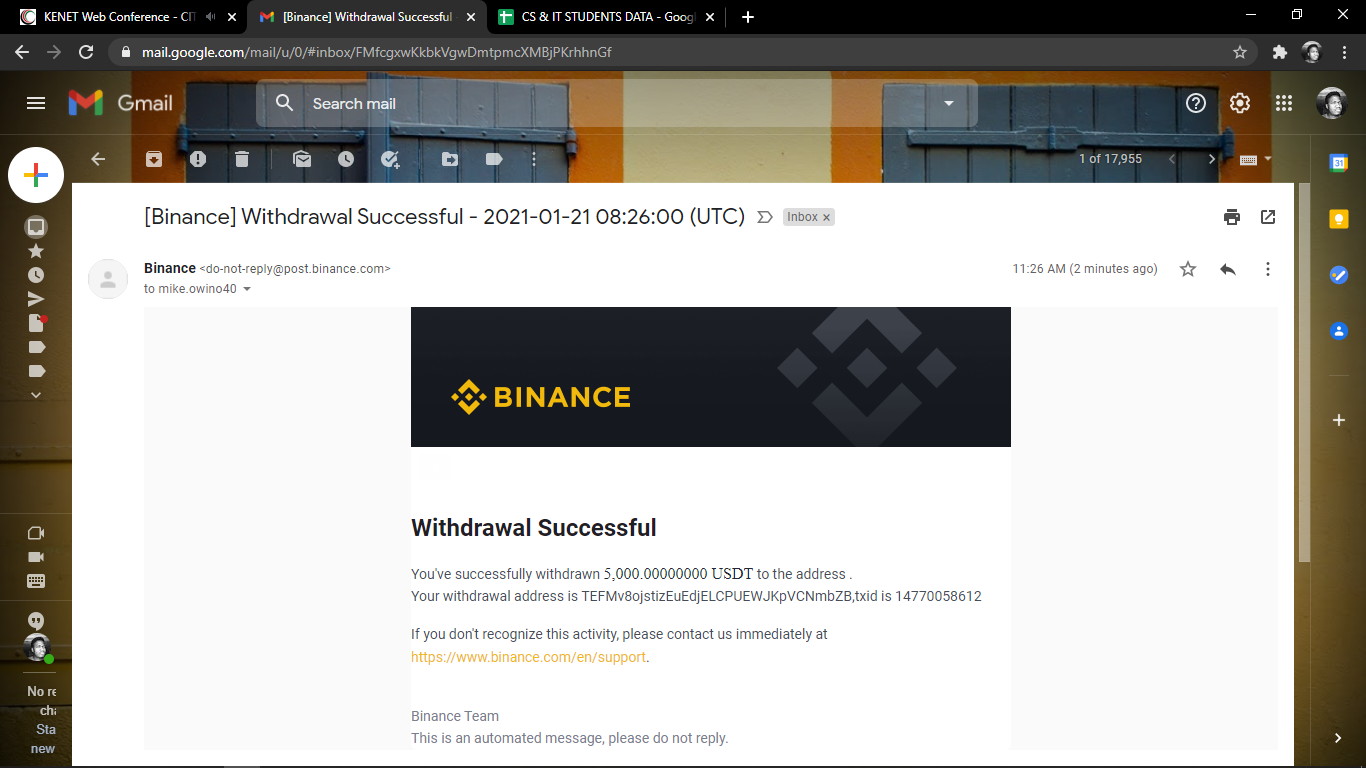 KENET Web Conference - CIT
[Binance] Withdrawal Successful -
CS & IT STUDENTS DATA - Goog
mail.google.com/mail/u/0/#inbox/FMfcgxwKkbkVgwDmtpmcXMBjPKrhhnGf
Gmail
Search mail
1 of 17,955
31
[Binance] Withdrawal Successful - 2021-01-21 08:26:00 (UTC)
Inbox x
Binance <do-not-reply@post.binance.com>
11:26 AM (2 minutes ago)
to mike.owino40
BINANCE
Withdrawal Successful
You've successfully withdrawn 5,000.00000000 USDT to the address .
Your withdrawal address is TEFMv8ojstizEuEdjELCPUEWJKpVCNmbZB,txid is 14770058612
If you don't recognize this activity, please contact us immediately at
https://www.binance.com/en/support.
No re
cha
Sta
new
Binance Team
This is an automated message, please do not reply.